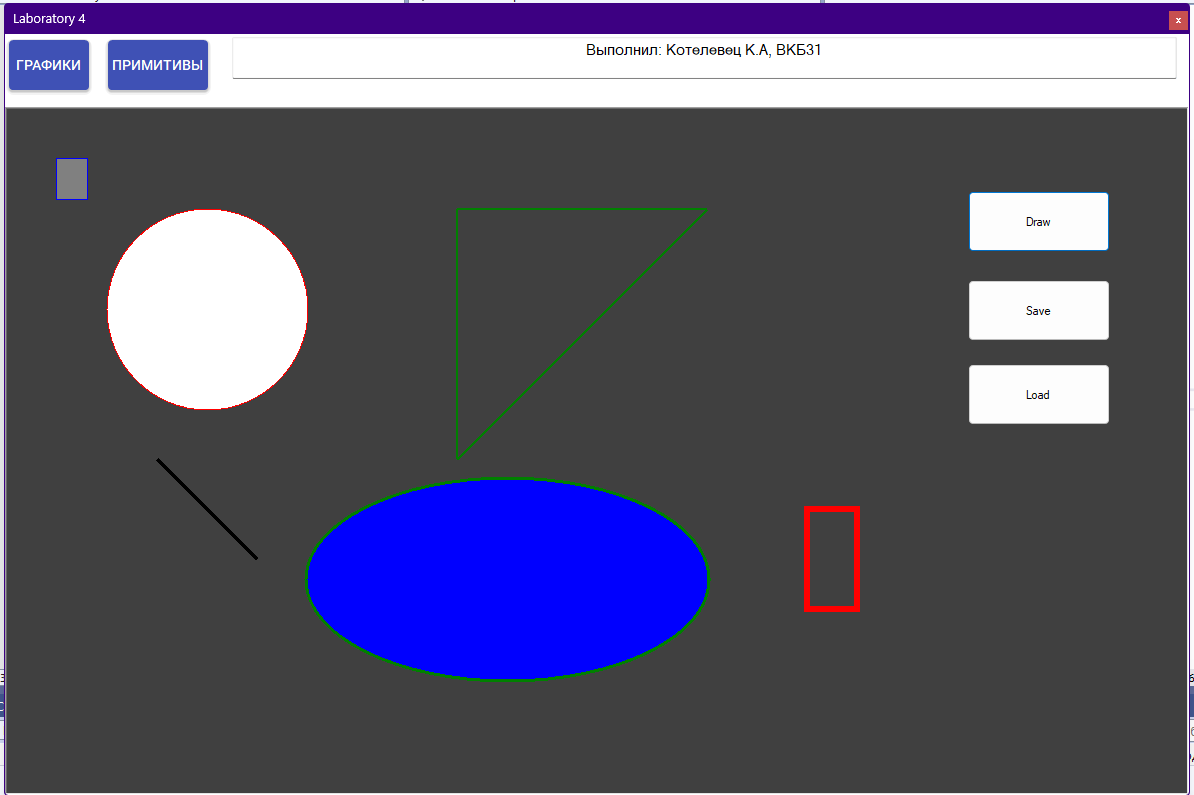 Laboratory 4
x
ГРАФИКИ ПРИМИТИВЫ
Выполнил: Котелевец К.А, ВКБ31
Draw
Save
Load